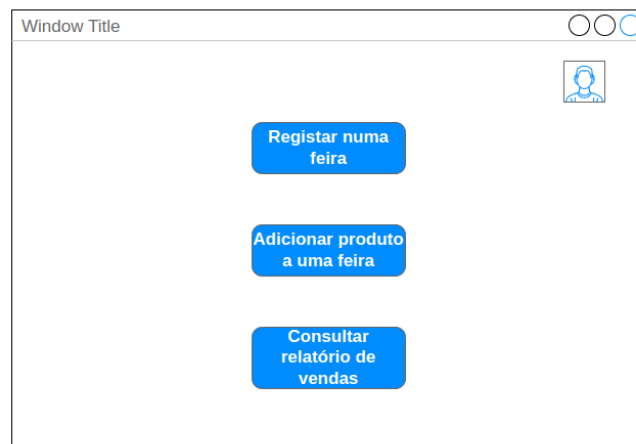 Window Title
Registar numa
feira
Adicionar produto
a uma feira
Consultar
relatório de
vendas